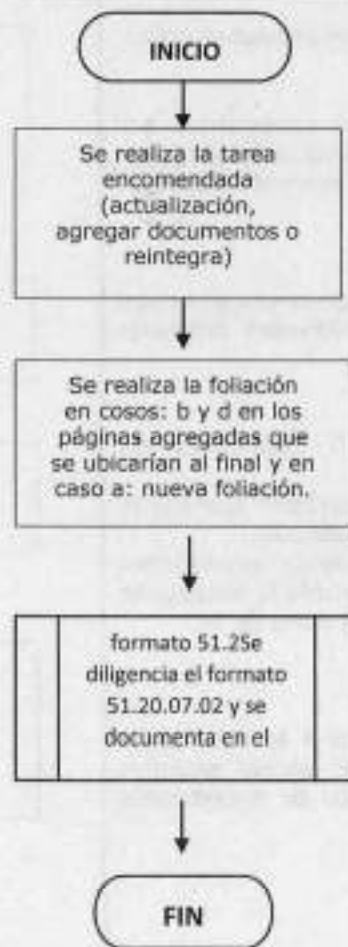 INICIO
Se realiza la tarea
encomendada
(actualización,
agregar documentos o
reintegra)
Se realiza la foliación
en cosos: b y d en los
páginas agregadas que
se ubicarían al final y en
caso a: nueva foliación.
formato 51.25e
diligencia el formato
51.20.07.02 y se
documenta en el
FIN